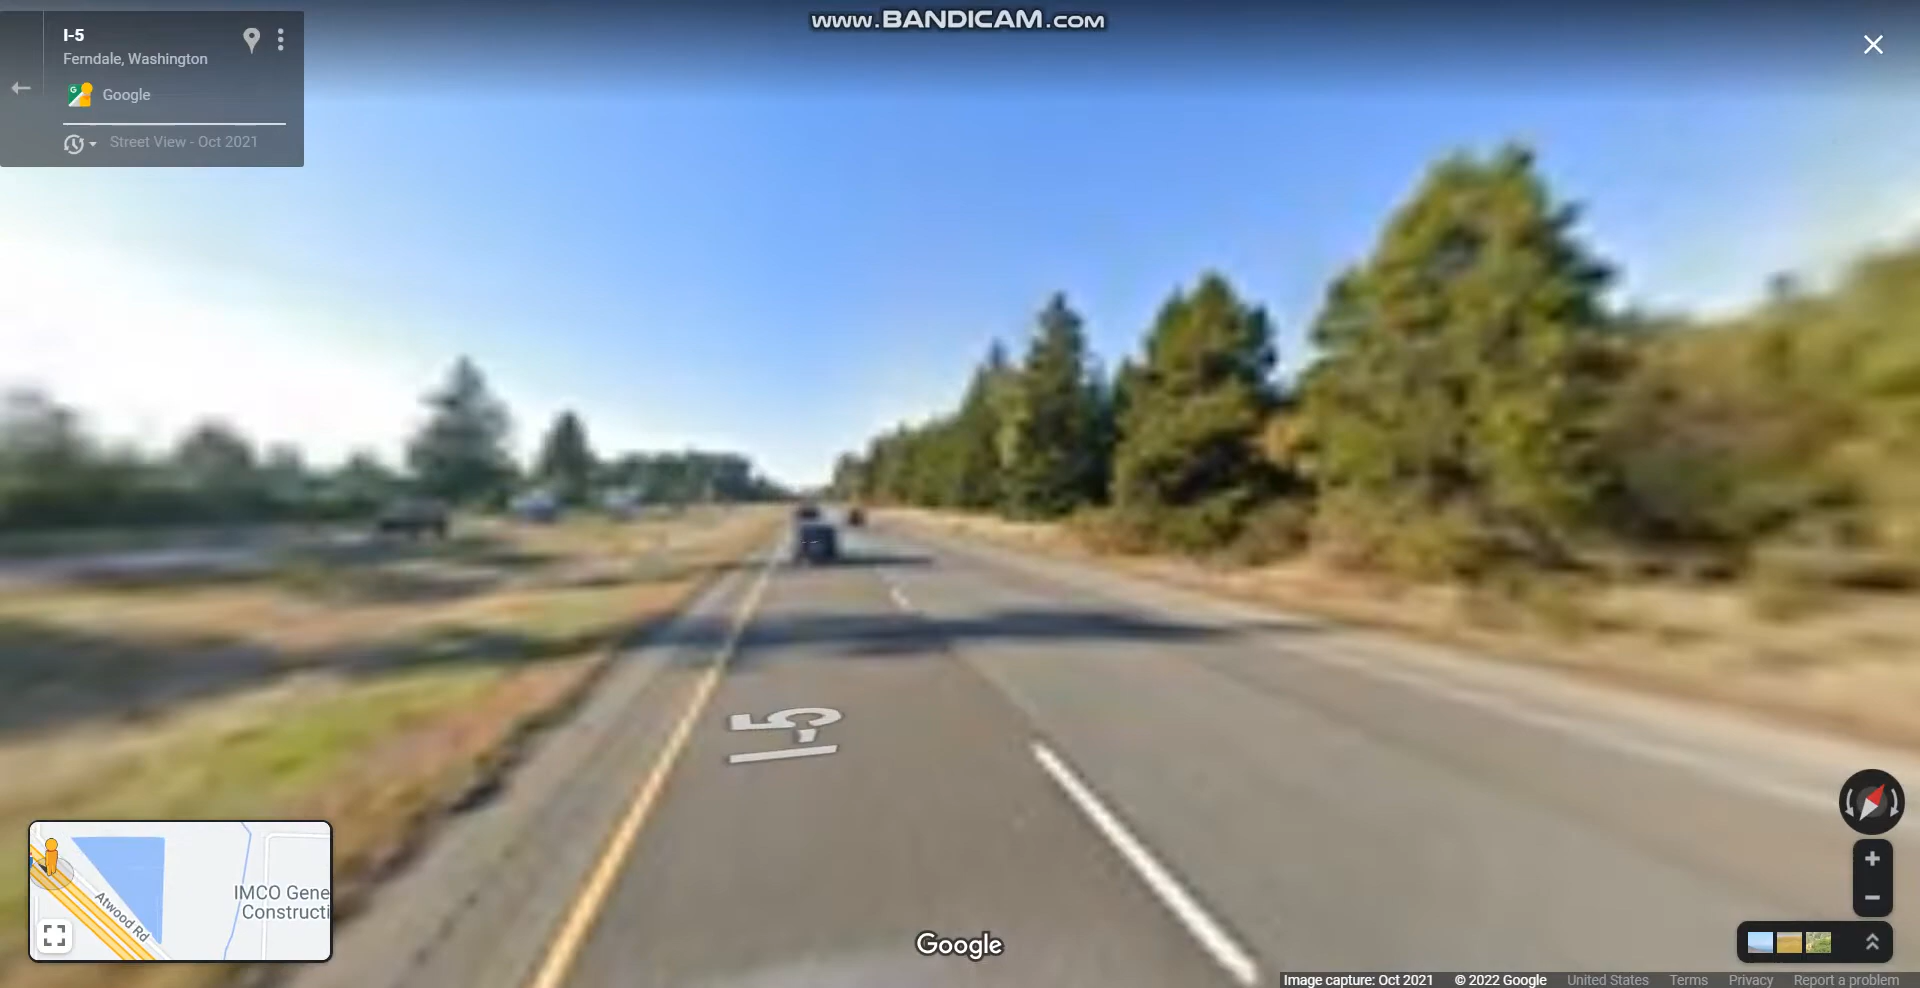 www.BANDICAM.com
I-5
Ferndale, Washington
Google
Street View - Oct 2021
I-5
Atwood Rd
IMCO Gene
Constructi
Google
Image capture: Oct 2021 © 2022 Google United States Terms Privacy Report a problem